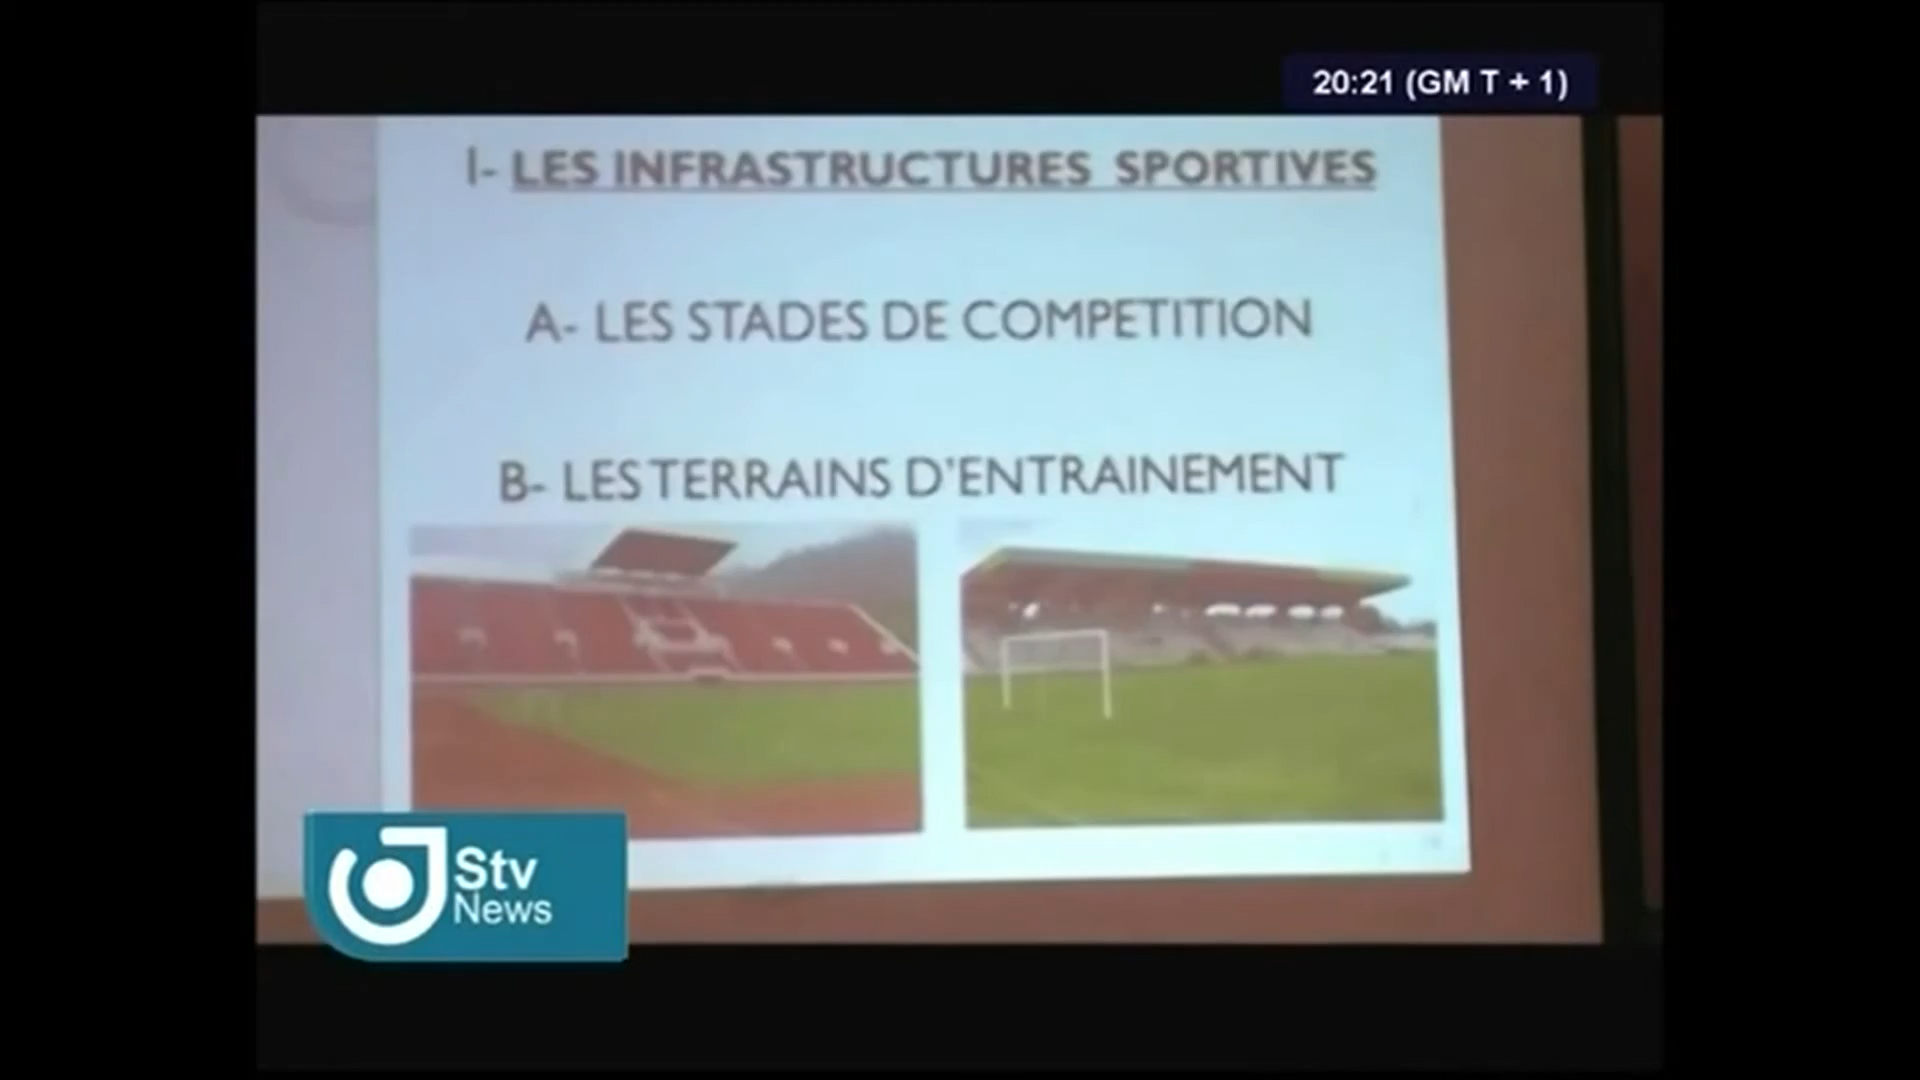 20:21 (GM T + 1)
I- LES INFRASTRUCTURES SPORTIVES
A- LES STADES DE COMPETITION
B- LES TERRAINS D'ENTRAINEMENT
Stv
News